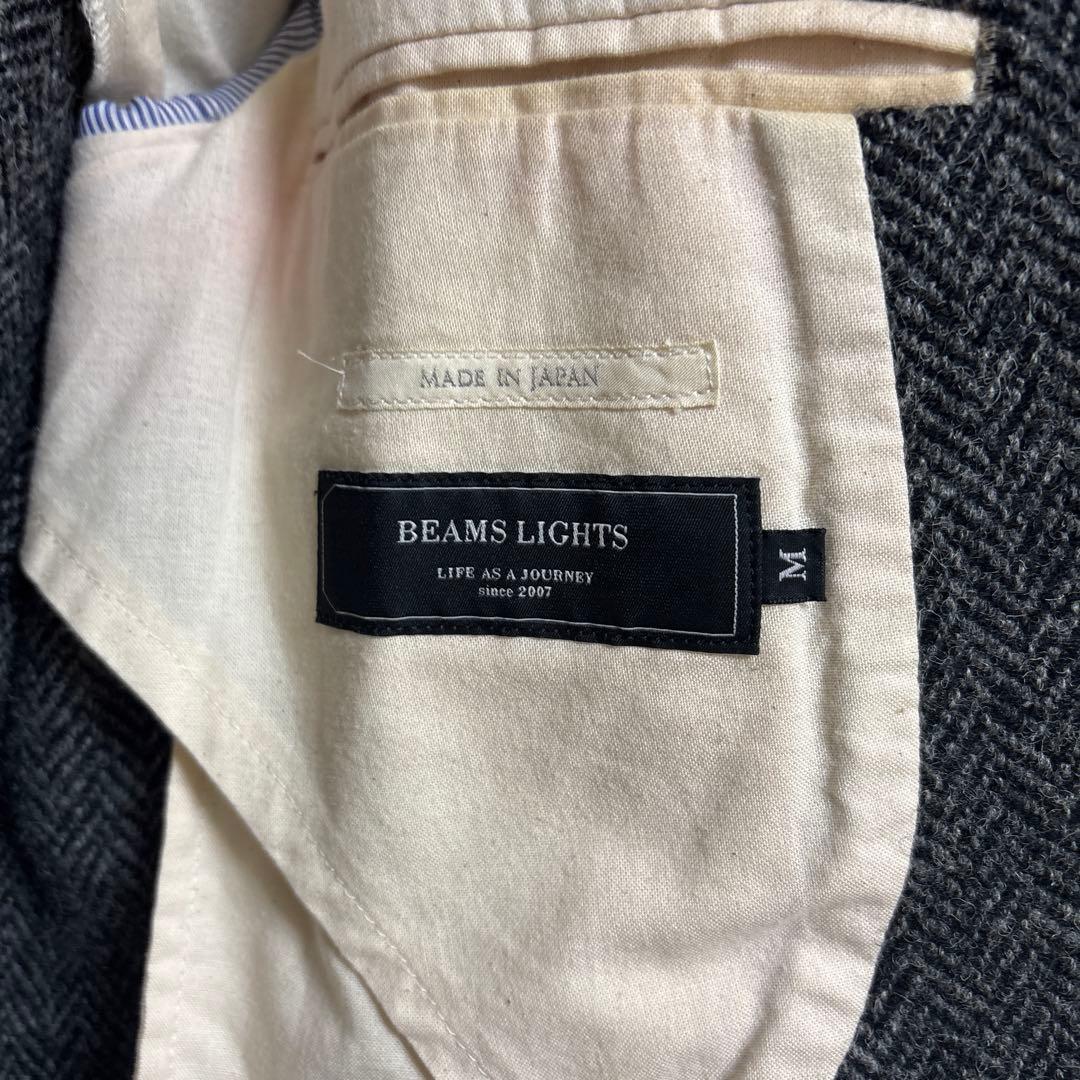 MADE IN JAPAN
BEAMS LIGHTS
LIFE AS A JOURNEY
since 2007
M